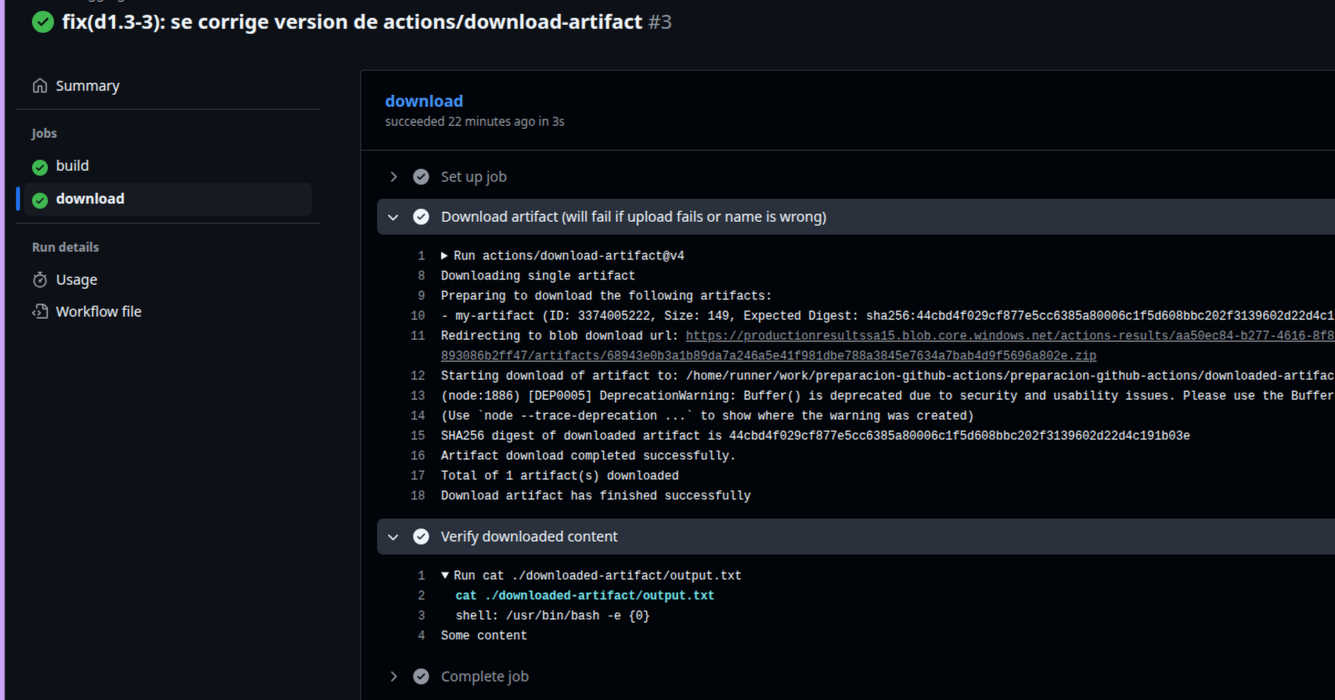 fix(d1.3-3): se corrige version de actions/download-artifact #3
Summary
Jobs
build
download
Run details
Usage
Workflow file
download
succeeded 22 minutes ago in 3s
Set up job
Download artifact (will fail if upload fails or name is wrong)
1 Run actions/download-artifact@v4
8 Downloading single artifact
9 Preparing to download the following artifacts:
10 - my-artifact (ID: 3374005222, Size: 149, Expected Digest: sha256:44cbd4f029cf877e5cc6385a80006c1f5d608bbc202f3139602d22d4c1
11 Redirecting to blob download url: https://productionresultssa15.blob.core.windows.net/actions-results/aa50ec84-b277-4616-8f8
893086b2ff47/artifacts/68943e0b3a1b89da7a246a5e41f981dbe788a3845e7634a7bab4d9f5696a802e.zip
12 Starting download of artifact to: /home/runner/work/preparacion-github-actions/preparacion-github-actions/downloaded-artifac
13 (node:1886) [DEP0005] DeprecationWarning: Buffer() is deprecated due to security and usability issues. Please use the Buffer
14 (Use `node --trace-deprecation ...` to show where the warning was created)
15 SHA256 digest of downloaded artifact is 44cbd4f029cf877e5cc6385a80006c1f5d608bbc202f3139602d22d4c191b03e
16 Artifact download completed successfully.
17 Total of 1 artifact(s) downloaded
18 Download artifact has finished successfully
Verify downloaded content
1 Run cat ./downloaded-artifact/output.txt
2 cat ./downloaded-artifact/output.txt
3 shell: /usr/bin/bash -e {0}
4 Some content
Complete job